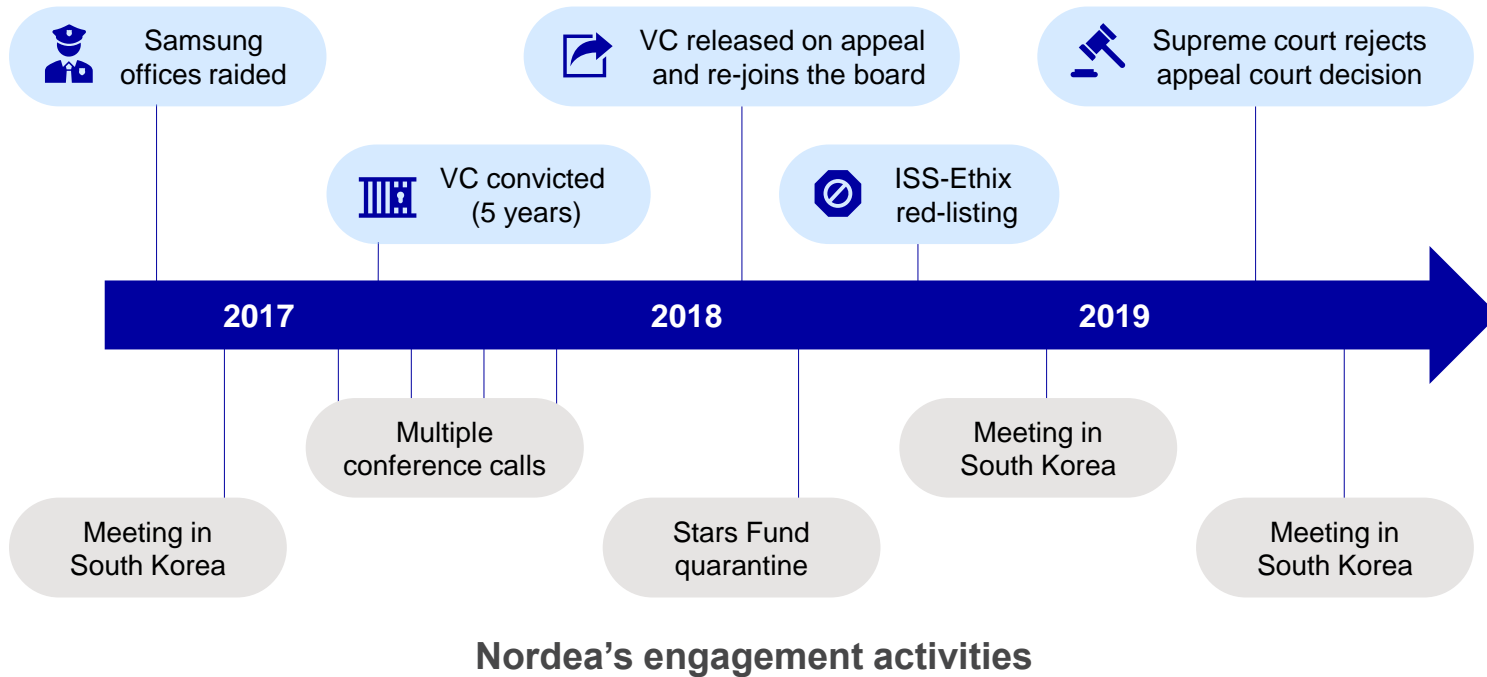 Samsung
offices raided
VC released on appeal
and re-joins the board
Supreme court rejects
appeal court decision
VC convicted
(5 years)
ISS-Ethix
red-listing
2017
2018
2019
Multiple
conference calls
Meeting in
South Korea
Meeting in
South Korea
Stars Fund
quarantine
Meeting in
South Korea
Nordea’s engagement activities